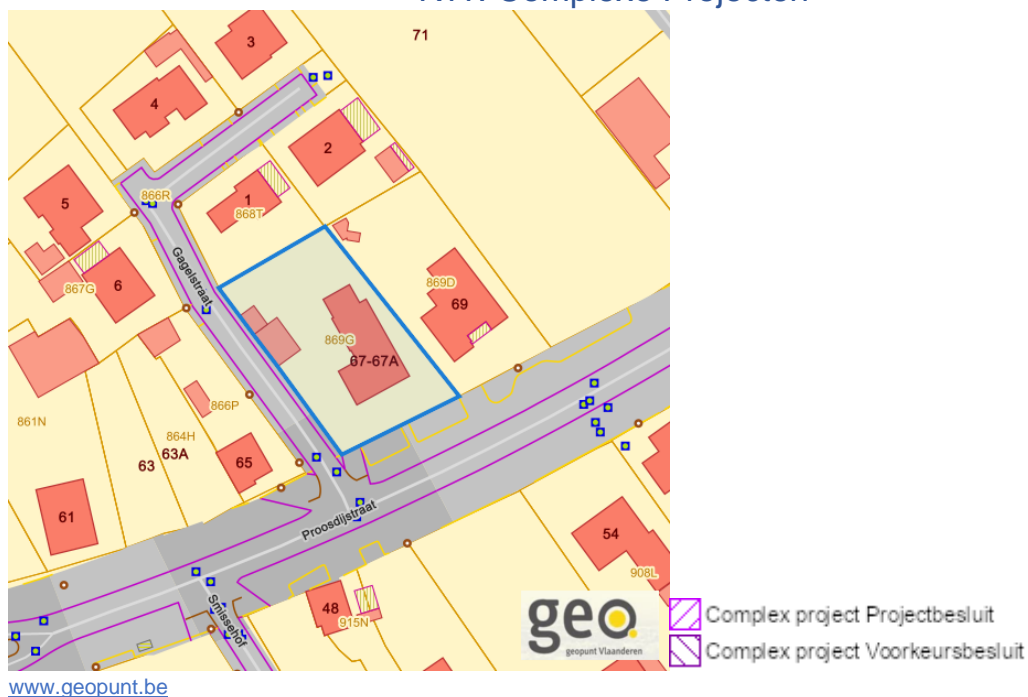 71
3
4
2
866R
5
1
868T
Gagelstraat
867G
6
869D
69
869G
67-67A
866P
861N
864H
63A
63
65
61
Proosdijstraat
54
908L
Smissehof
48
915N
geo
geopunt Vlaanderen
Complex project Projectbesluit
Complex project Voorkeursbesluit
www.geopunt.be